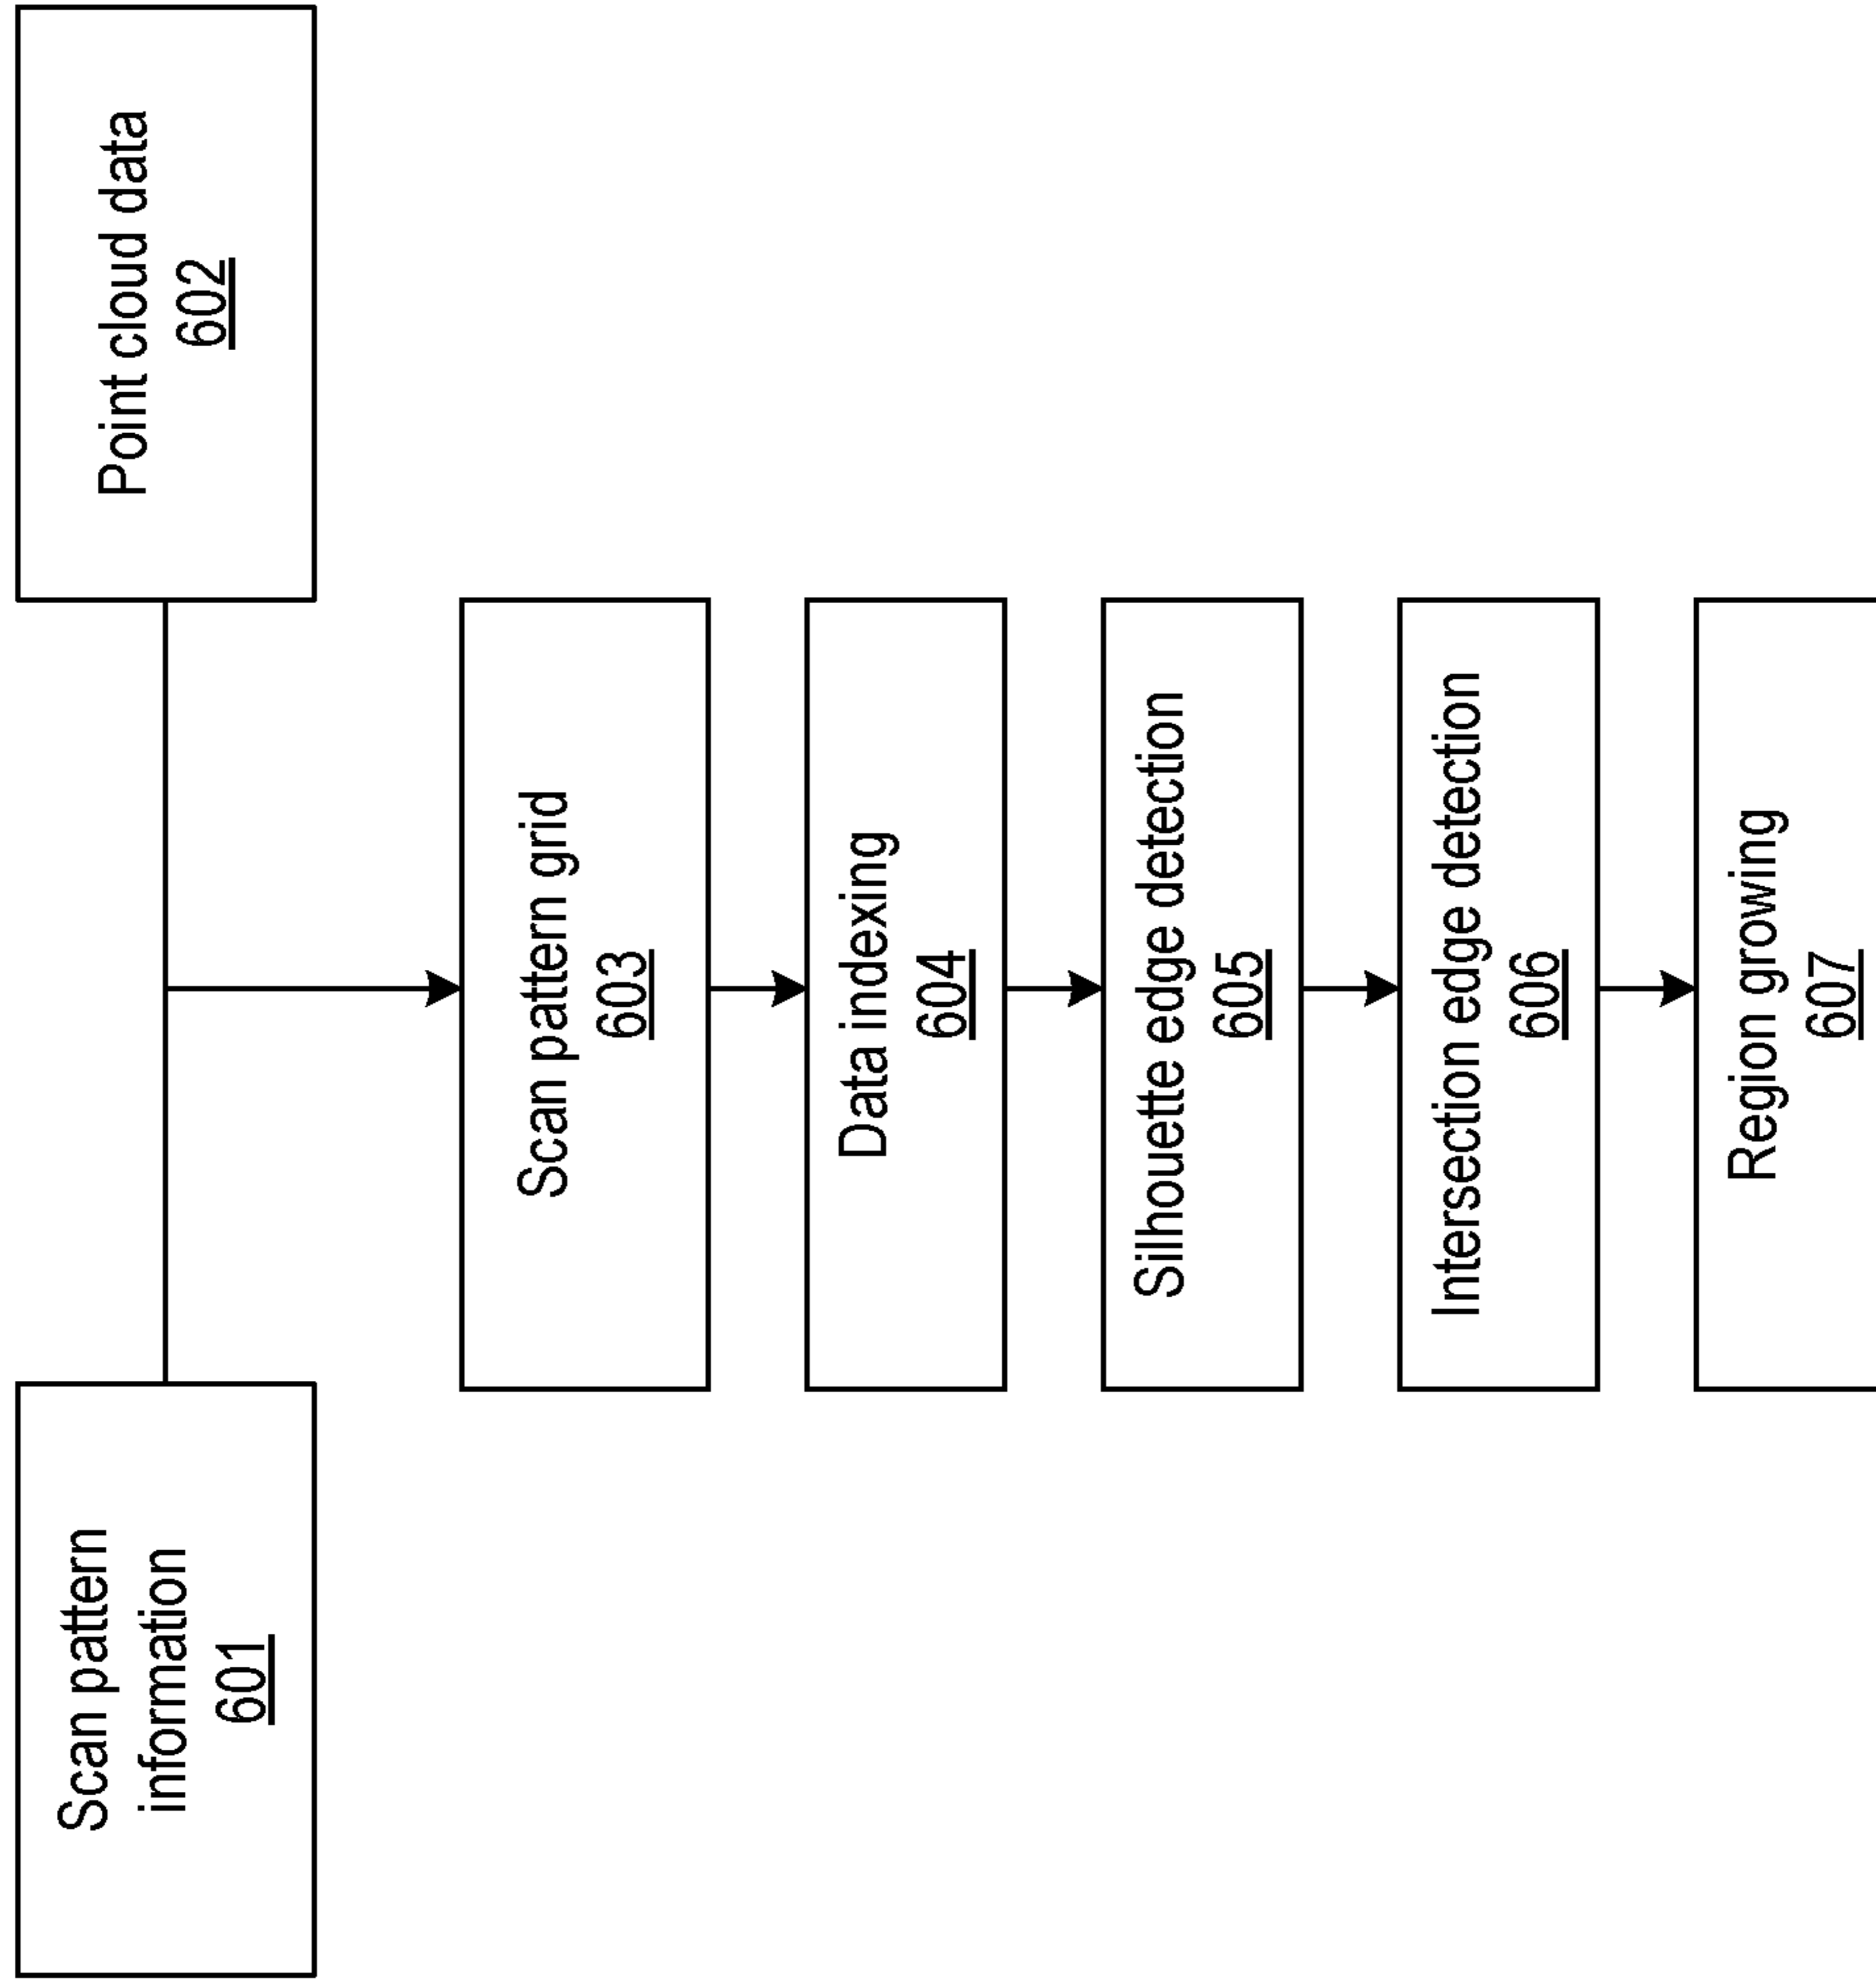 Scan pattern
information
601
Point cloud data
602
Scan pattern grid
603
Data indexing
604
Silhouette edge detection
605
Intersection edge detection
606
Region growing
607